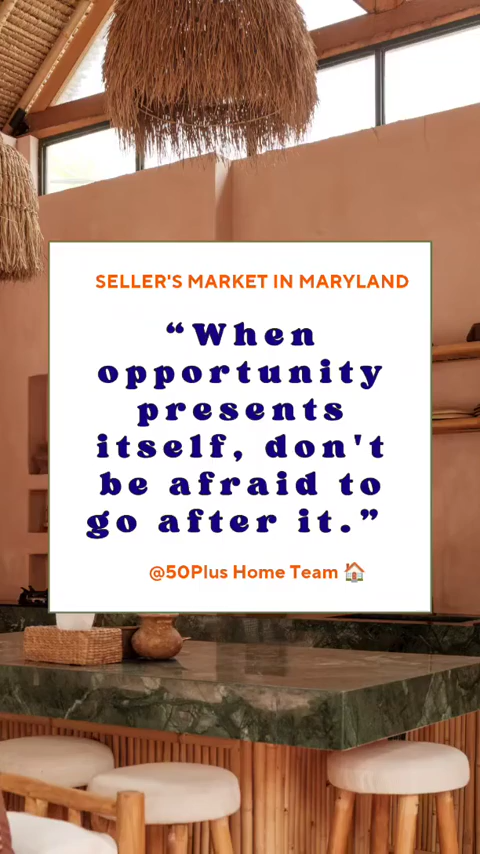 SELLER'S MARKET IN MARYLAND
“When
opportunity
presents
itself, don't
be afraid to
go after it.”
@50Plus Home Team 🏠